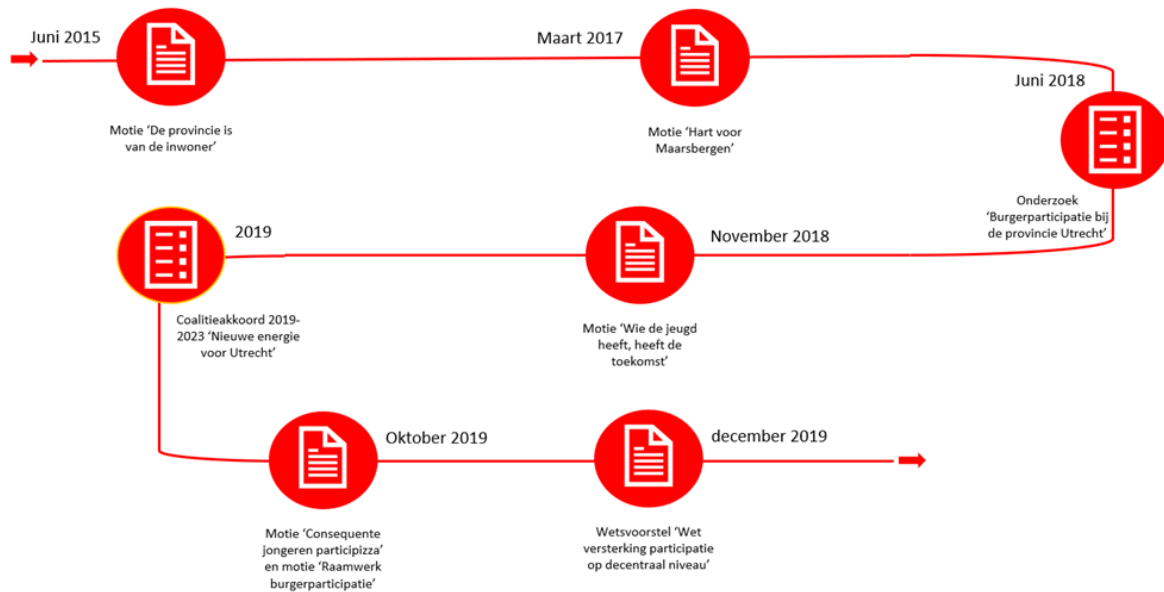 Juni 2015
Motie ‘De provincie is
van de inwoner’
Maart 2017
Motie ‘Hart voor
Maarsbergen’
Juni 2018
Onderzoek
‘Burgerparticipatie bij
de provincie Utrecht’
November 2018
Motie ‘Wie de jeugd
heeft, heeft de
toekomst’
2019
Coalitieakkoord 2019-
2023 ‘Nieuwe energie
voor Utrecht’
Oktober 2019
Motie ‘Consequente
jongeren participizza’
en motie ‘Raamwerk
burgerparticipatie’
december 2019
Wetsvoorstel ‘Wet
versterking participatie
op decentraal niveau’